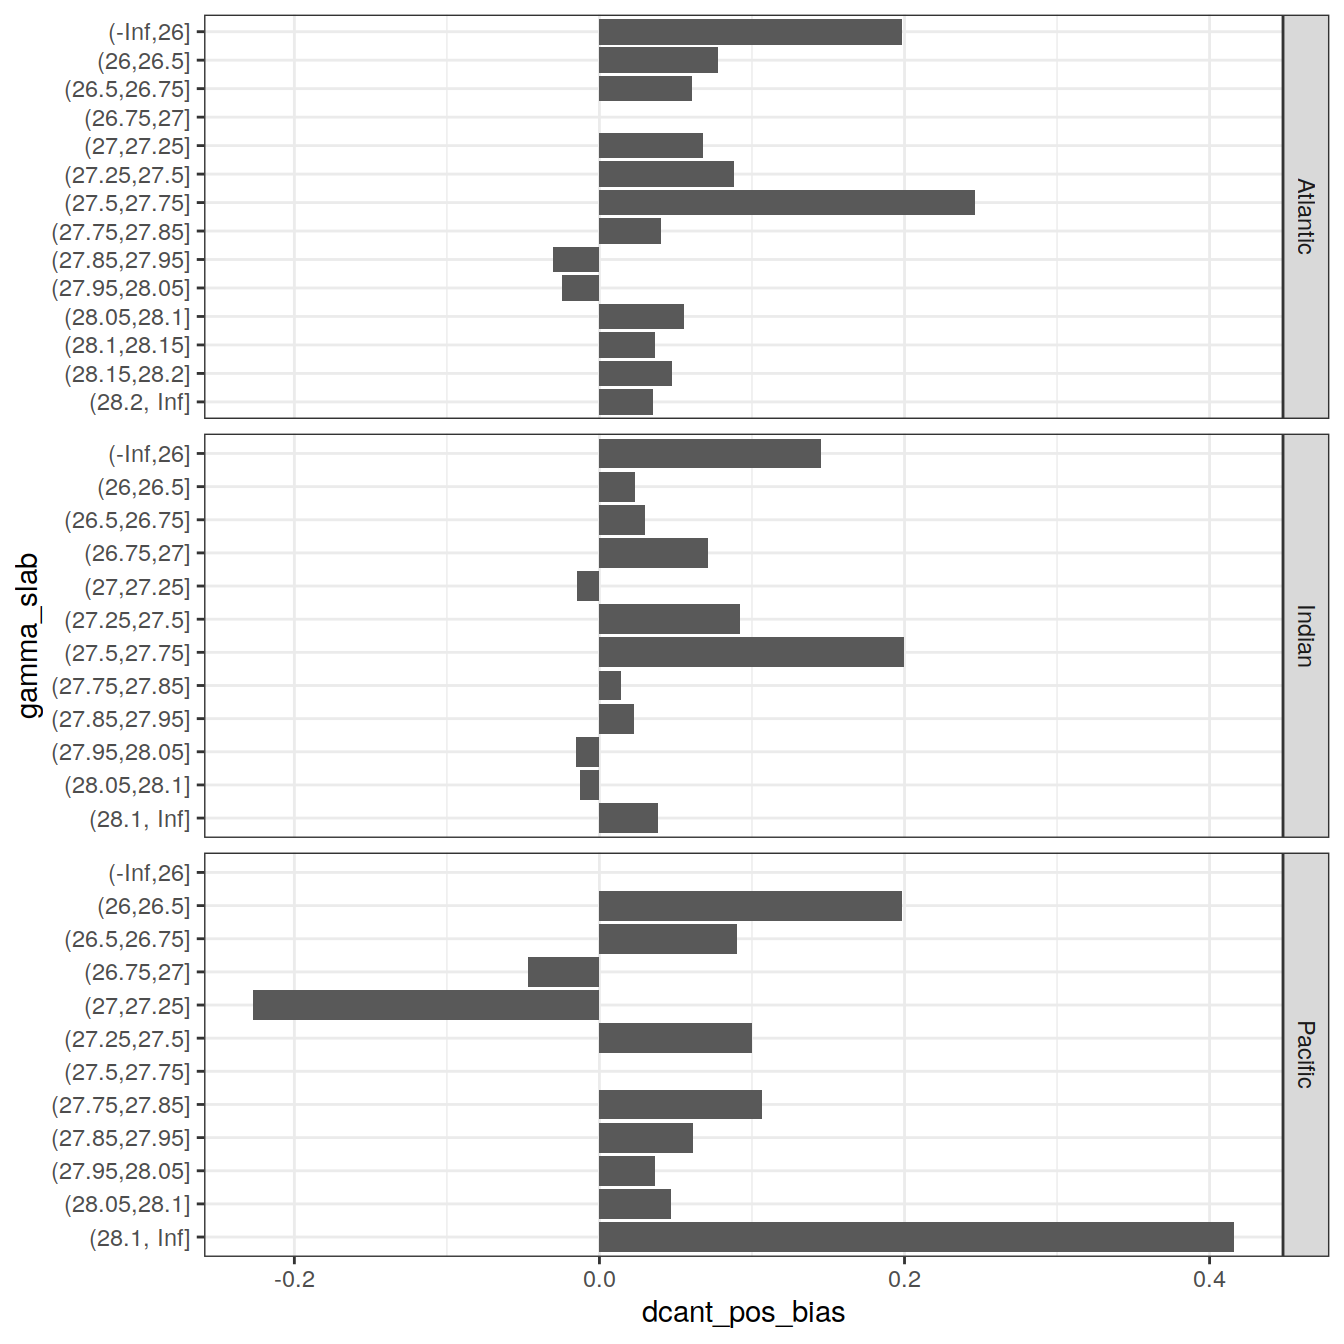 (-Inf,26]
(26,26.5]
(26.5,26.75]
(26.75,27]
(27,27.25]
(27.25,27.5]
(27.5,27.75]
(27.75,27.85]
(27.85,27.95]
(27.95,28.05]
(28.05,28.1]
(28.1,28.15]
(28.15,28.2]
(28.2, Inf]
Atlantic
(-Inf,26]
(26,26.5]
(26.5,26.75]
(26.75,27]
(27,27.25]
(27.25,27.5]
(27.5,27.75]
(27.75,27.85]
(27.85,27.95]
(27.95,28.05]
(28.05,28.1]
(28.1, Inf]
Indian
gamma_slab
(-Inf,26]
(26,26.5]
(26.5,26.75]
(26.75,27]
(27,27.25]
(27.25,27.5]
(27.5,27.75]
(27.75,27.85]
(27.85,27.95]
(27.95,28.05]
(28.05,28.1]
(28.1, Inf]
Pacific
-0.2 0.0 0.2 0.4
dcant_pos_bias